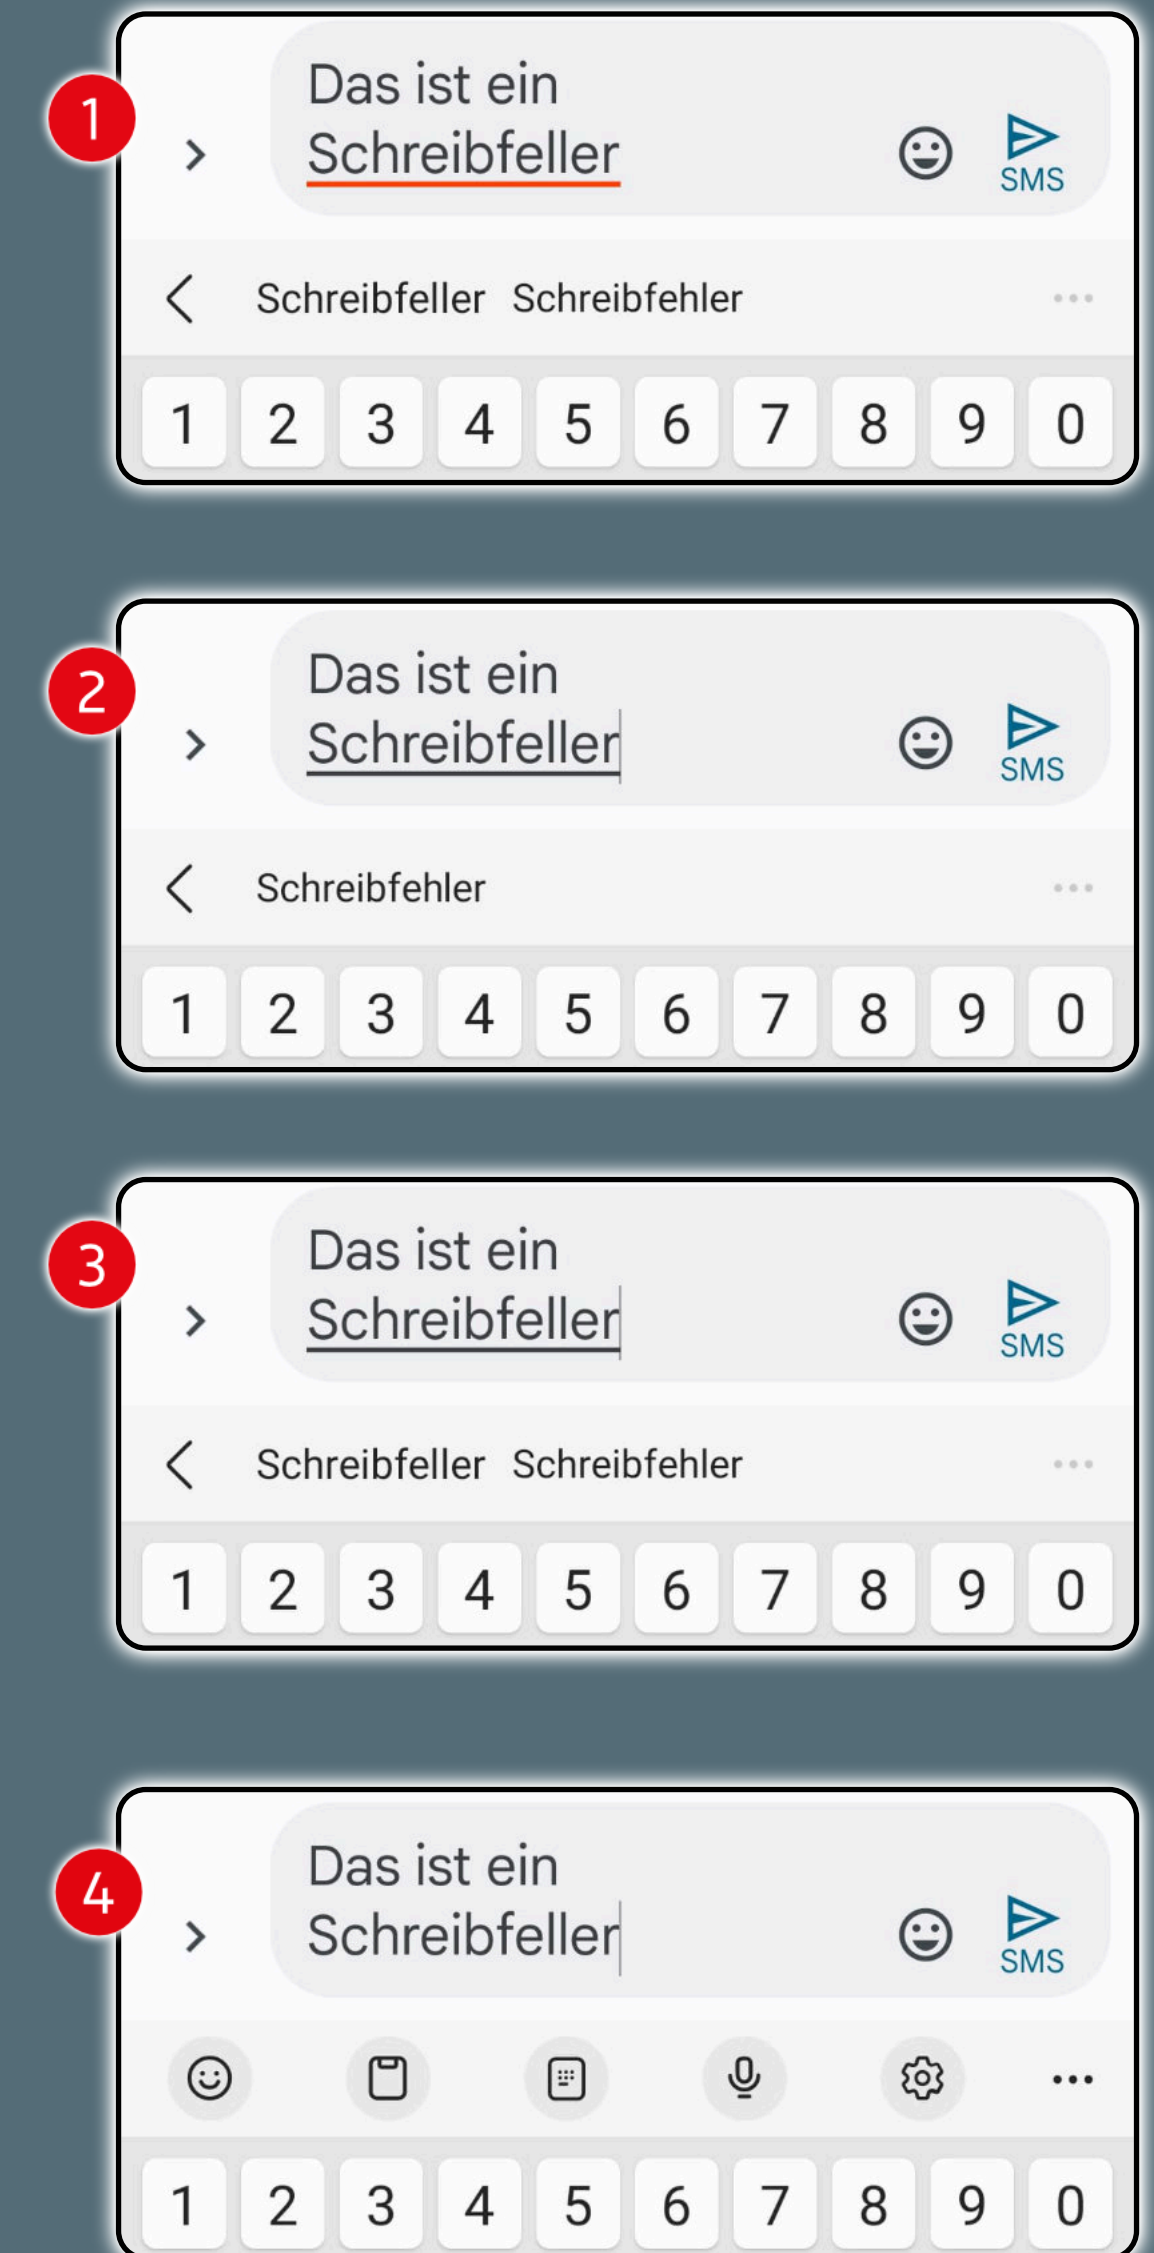 1
Das ist ein
Schreibfeller
SMS
Schreibfeller Schreibfehler
1 2 3 4 5 6 7 8 9 0
2
Das ist ein
Schreibfeller
SMS
Schreibfehler
1 2 3 4 5 6 7 8 9 0
3
Das ist ein
Schreibfeller
SMS
Schreibfeller Schreibfehler
1 2 3 4 5 6 7 8 9 0
4
Das ist ein
Schreibfeller
SMS
1 2 3 4 5 6 7 8 9 0